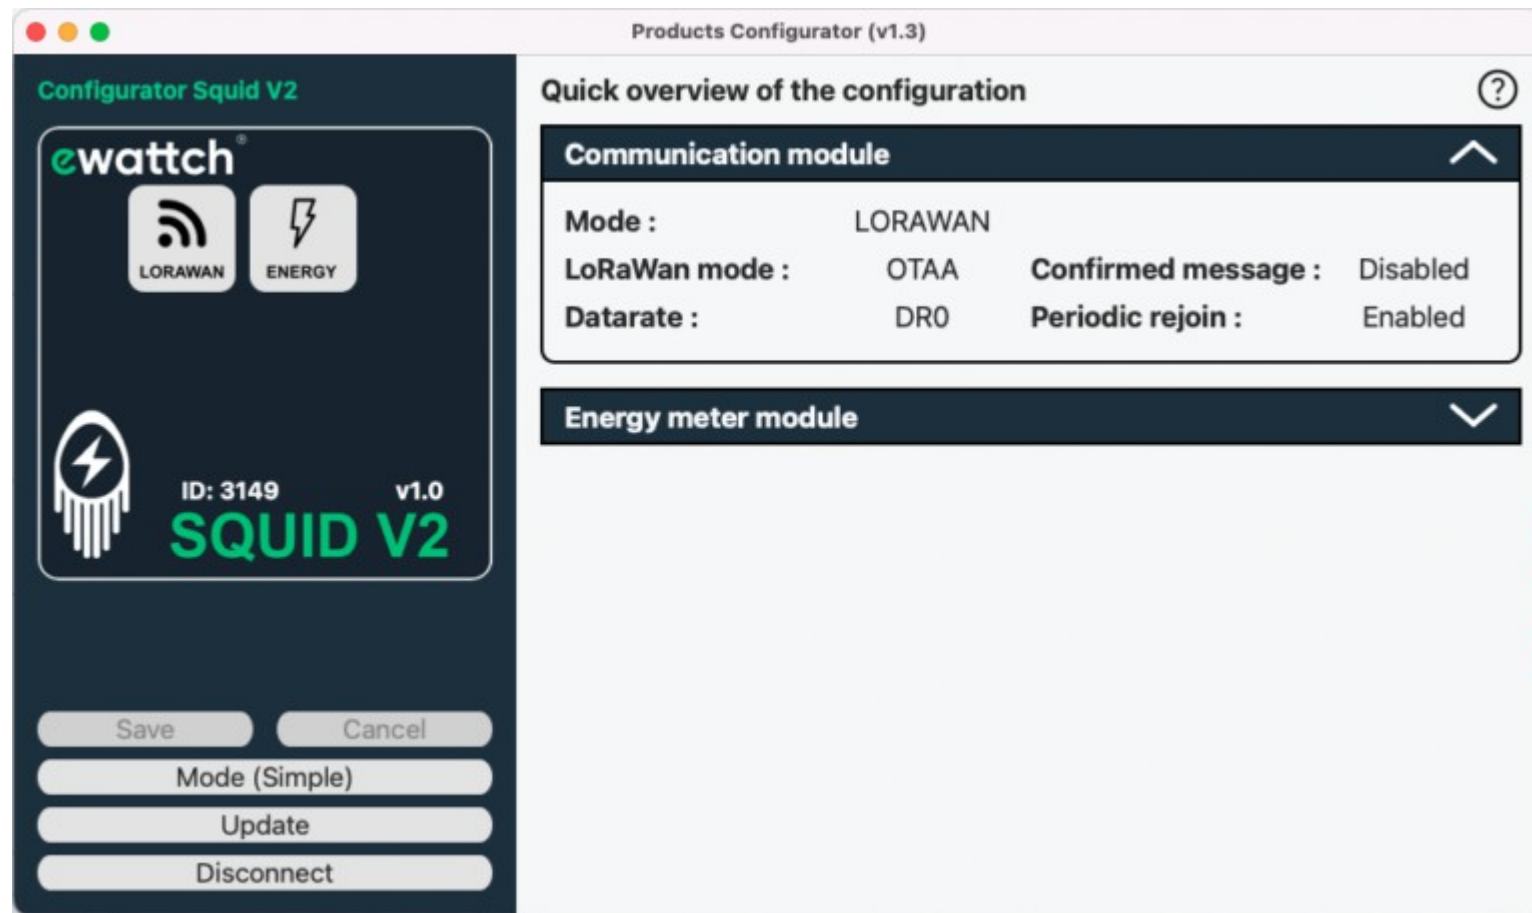 Products Configurator (v1.3)
Configurator Squid V2
ewattch®
LORAWAN
ENERGY
ID: 3149 v1.0
SQUID V2
Save
Cancel
Mode (Simple)
Update
Disconnect
Quick overview of the configuration
?
Communication module
Mode : LORAWAN
LoRaWan mode : OTAA Confirmed message : Disabled
Datarate : DR0 Periodic rejoin : Enabled
Energy meter module